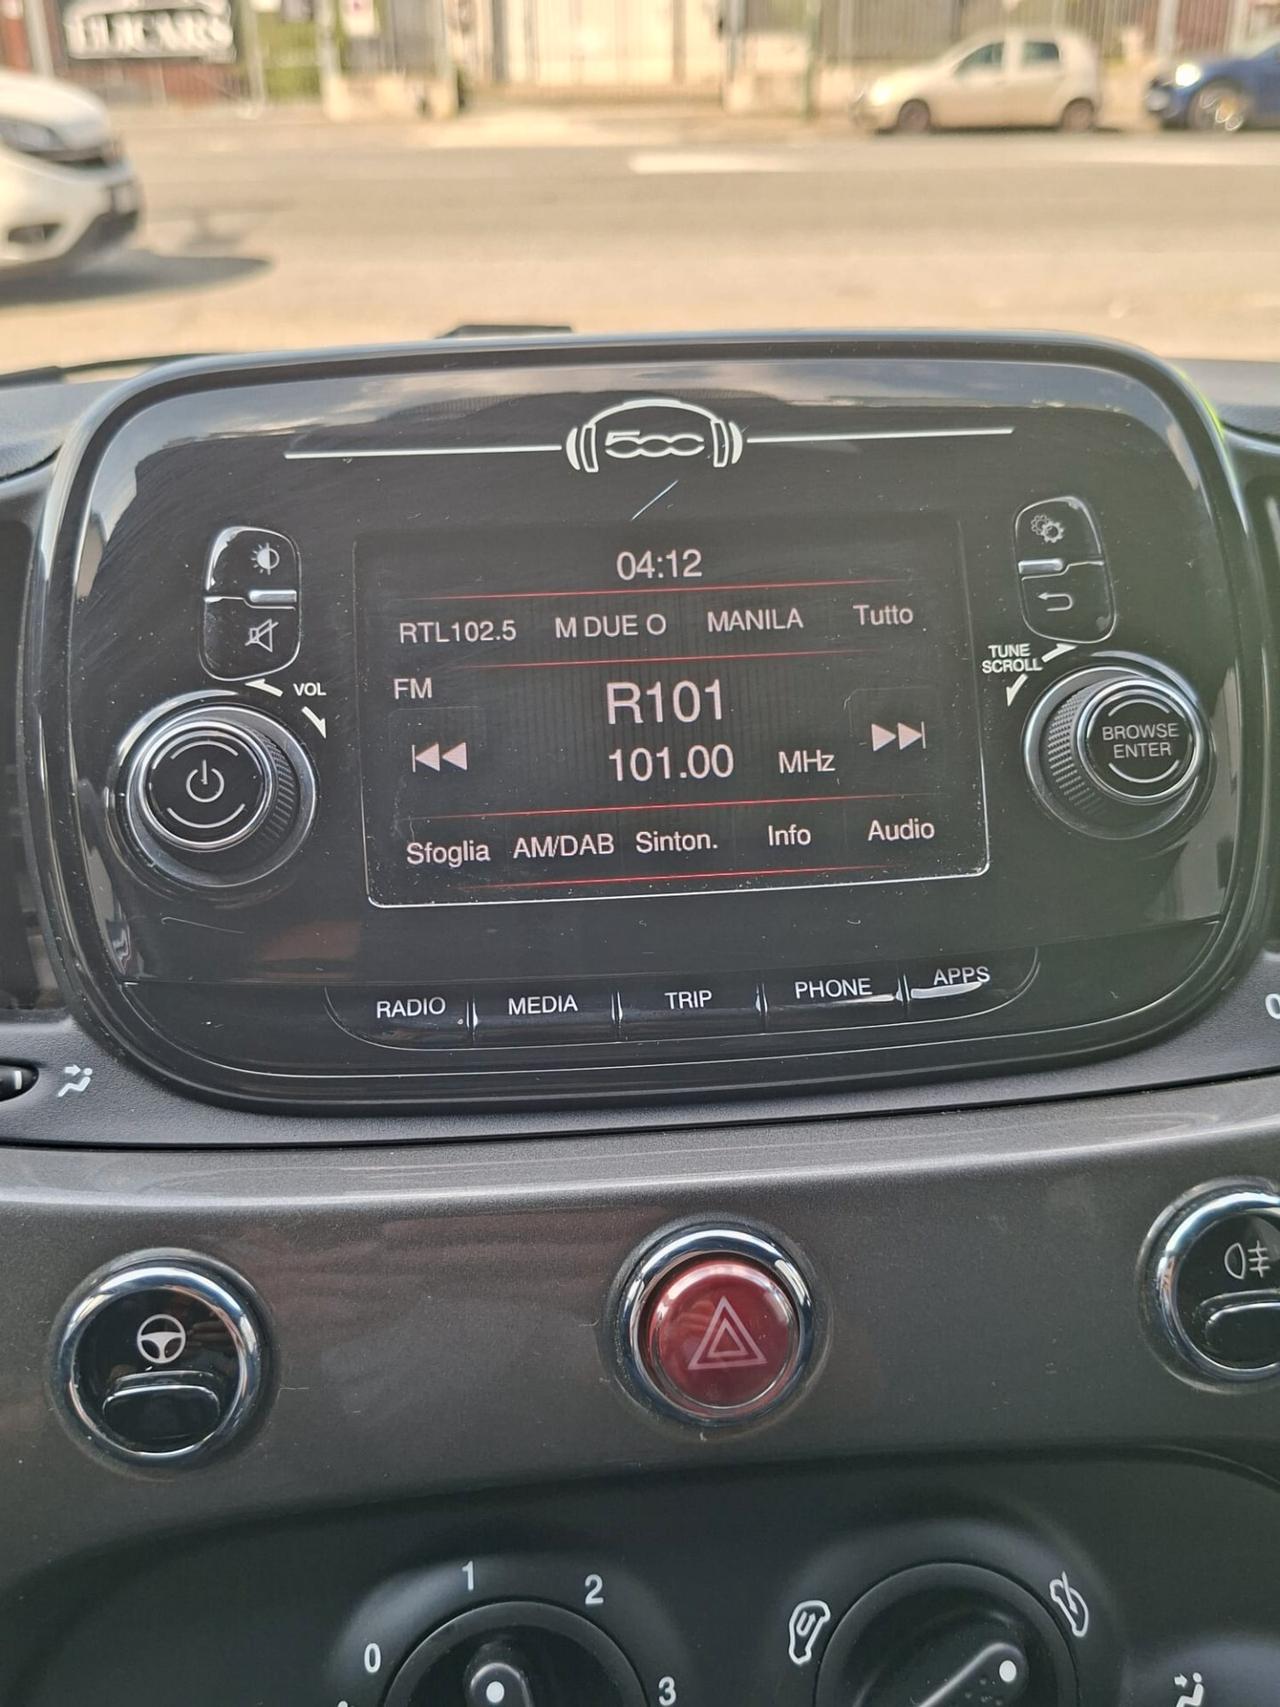 500
04:12
RTL102.5 M DUE O MANILA Tutto
FM
R101
101.00 MHz
Sfoglia AM/DAB Sinton. Info Audio
VOL
TUNE
SCROLL
BROWSE
ENTER
RADIO MEDIA TRIP PHONE APPS
0
1
2
3